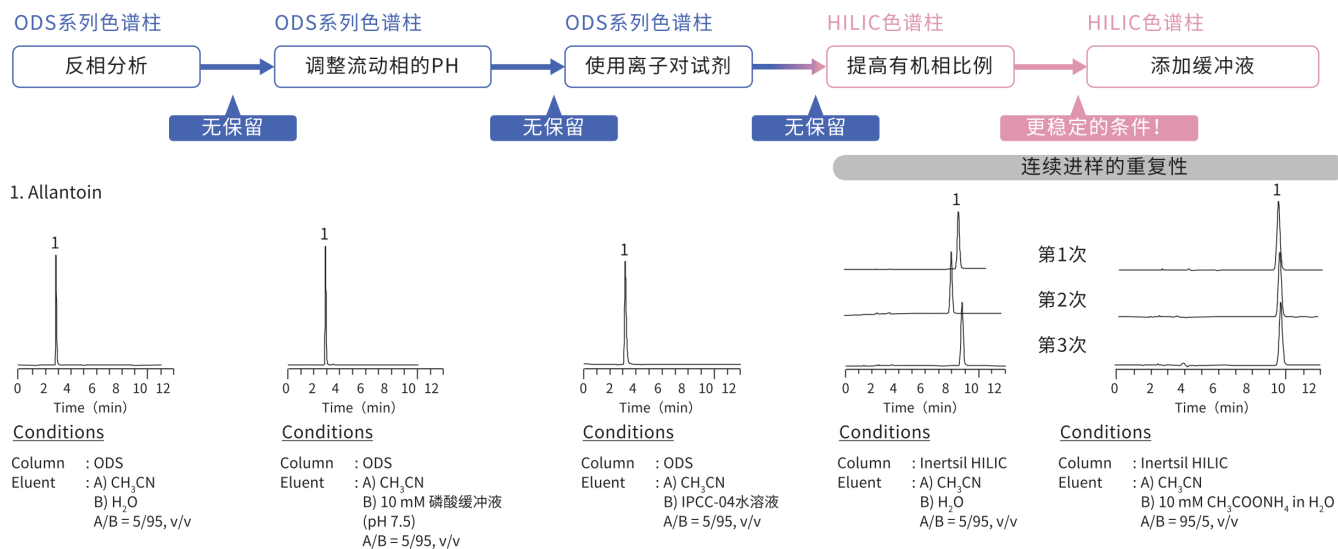 ODS系列色谱柱
ODS系列色谱柱
ODS系列色谱柱
HILIC色谱柱
HILIC色谱柱
反相分析
调整流动相的PH
使用离子对试剂
提高有机相比例
添加缓冲液
无保留
无保留
无保留
更稳定的条件！
连续进样的重复性
1. Allantoin
1
0 2 4 6 8 10 12
Time（min）
1
0 2 4 6 8 10 12
Time（min）
1
0 2 4 6 8 10 12
Time（min）
1
0 2 4 6 8 10 12
Time（min）
第1次
第2次
第3次
1
0 2 4 6 8 10 12
Time（min）
Conditions
Column : ODS
Eluent : A) CH₃CN
B) H₂O
A/B = 5/95, v/v
Conditions
Column : ODS
Eluent : A) CH₃CN
B) 10 mM 磷酸缓冲液
(pH 7.5)
A/B = 5/95, v/v
Conditions
Column : ODS
Eluent : A) CH₃CN
B) IPCC-04水溶液
A/B = 5/95, v/v
Conditions
Column : Inertsil HILIC
Eluent : A) CH₃CN
B) H₂O
A/B = 5/95, v/v
Conditions
Column : Inertsil HILIC
Eluent : A) CH₃CN
B) 10 mM CH₃COONH₄ in H₂O
A/B = 95/5, v/v